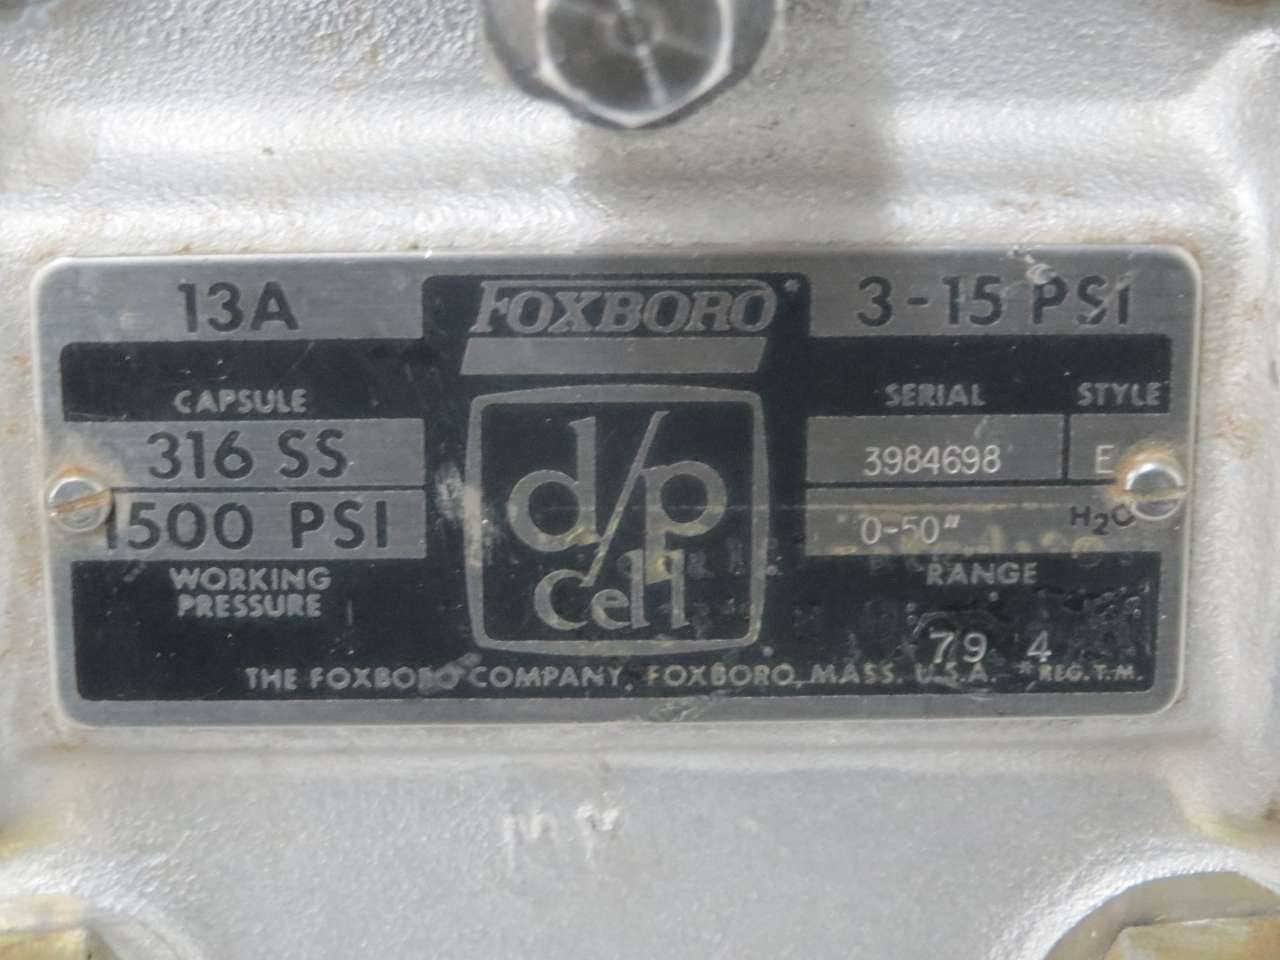 13A
FOXBORO
3-15 PSI
CAPSULE
316 SS
1500 PSI
WORKING
PRESSURE
d/p
Cell
SERIAL
STYLE
3984698
E
0-50" H2O
RANGE
79 4
THE FOXBORO COMPANY, FOXBORO, MASS. U.S.A. *REG. T.M.